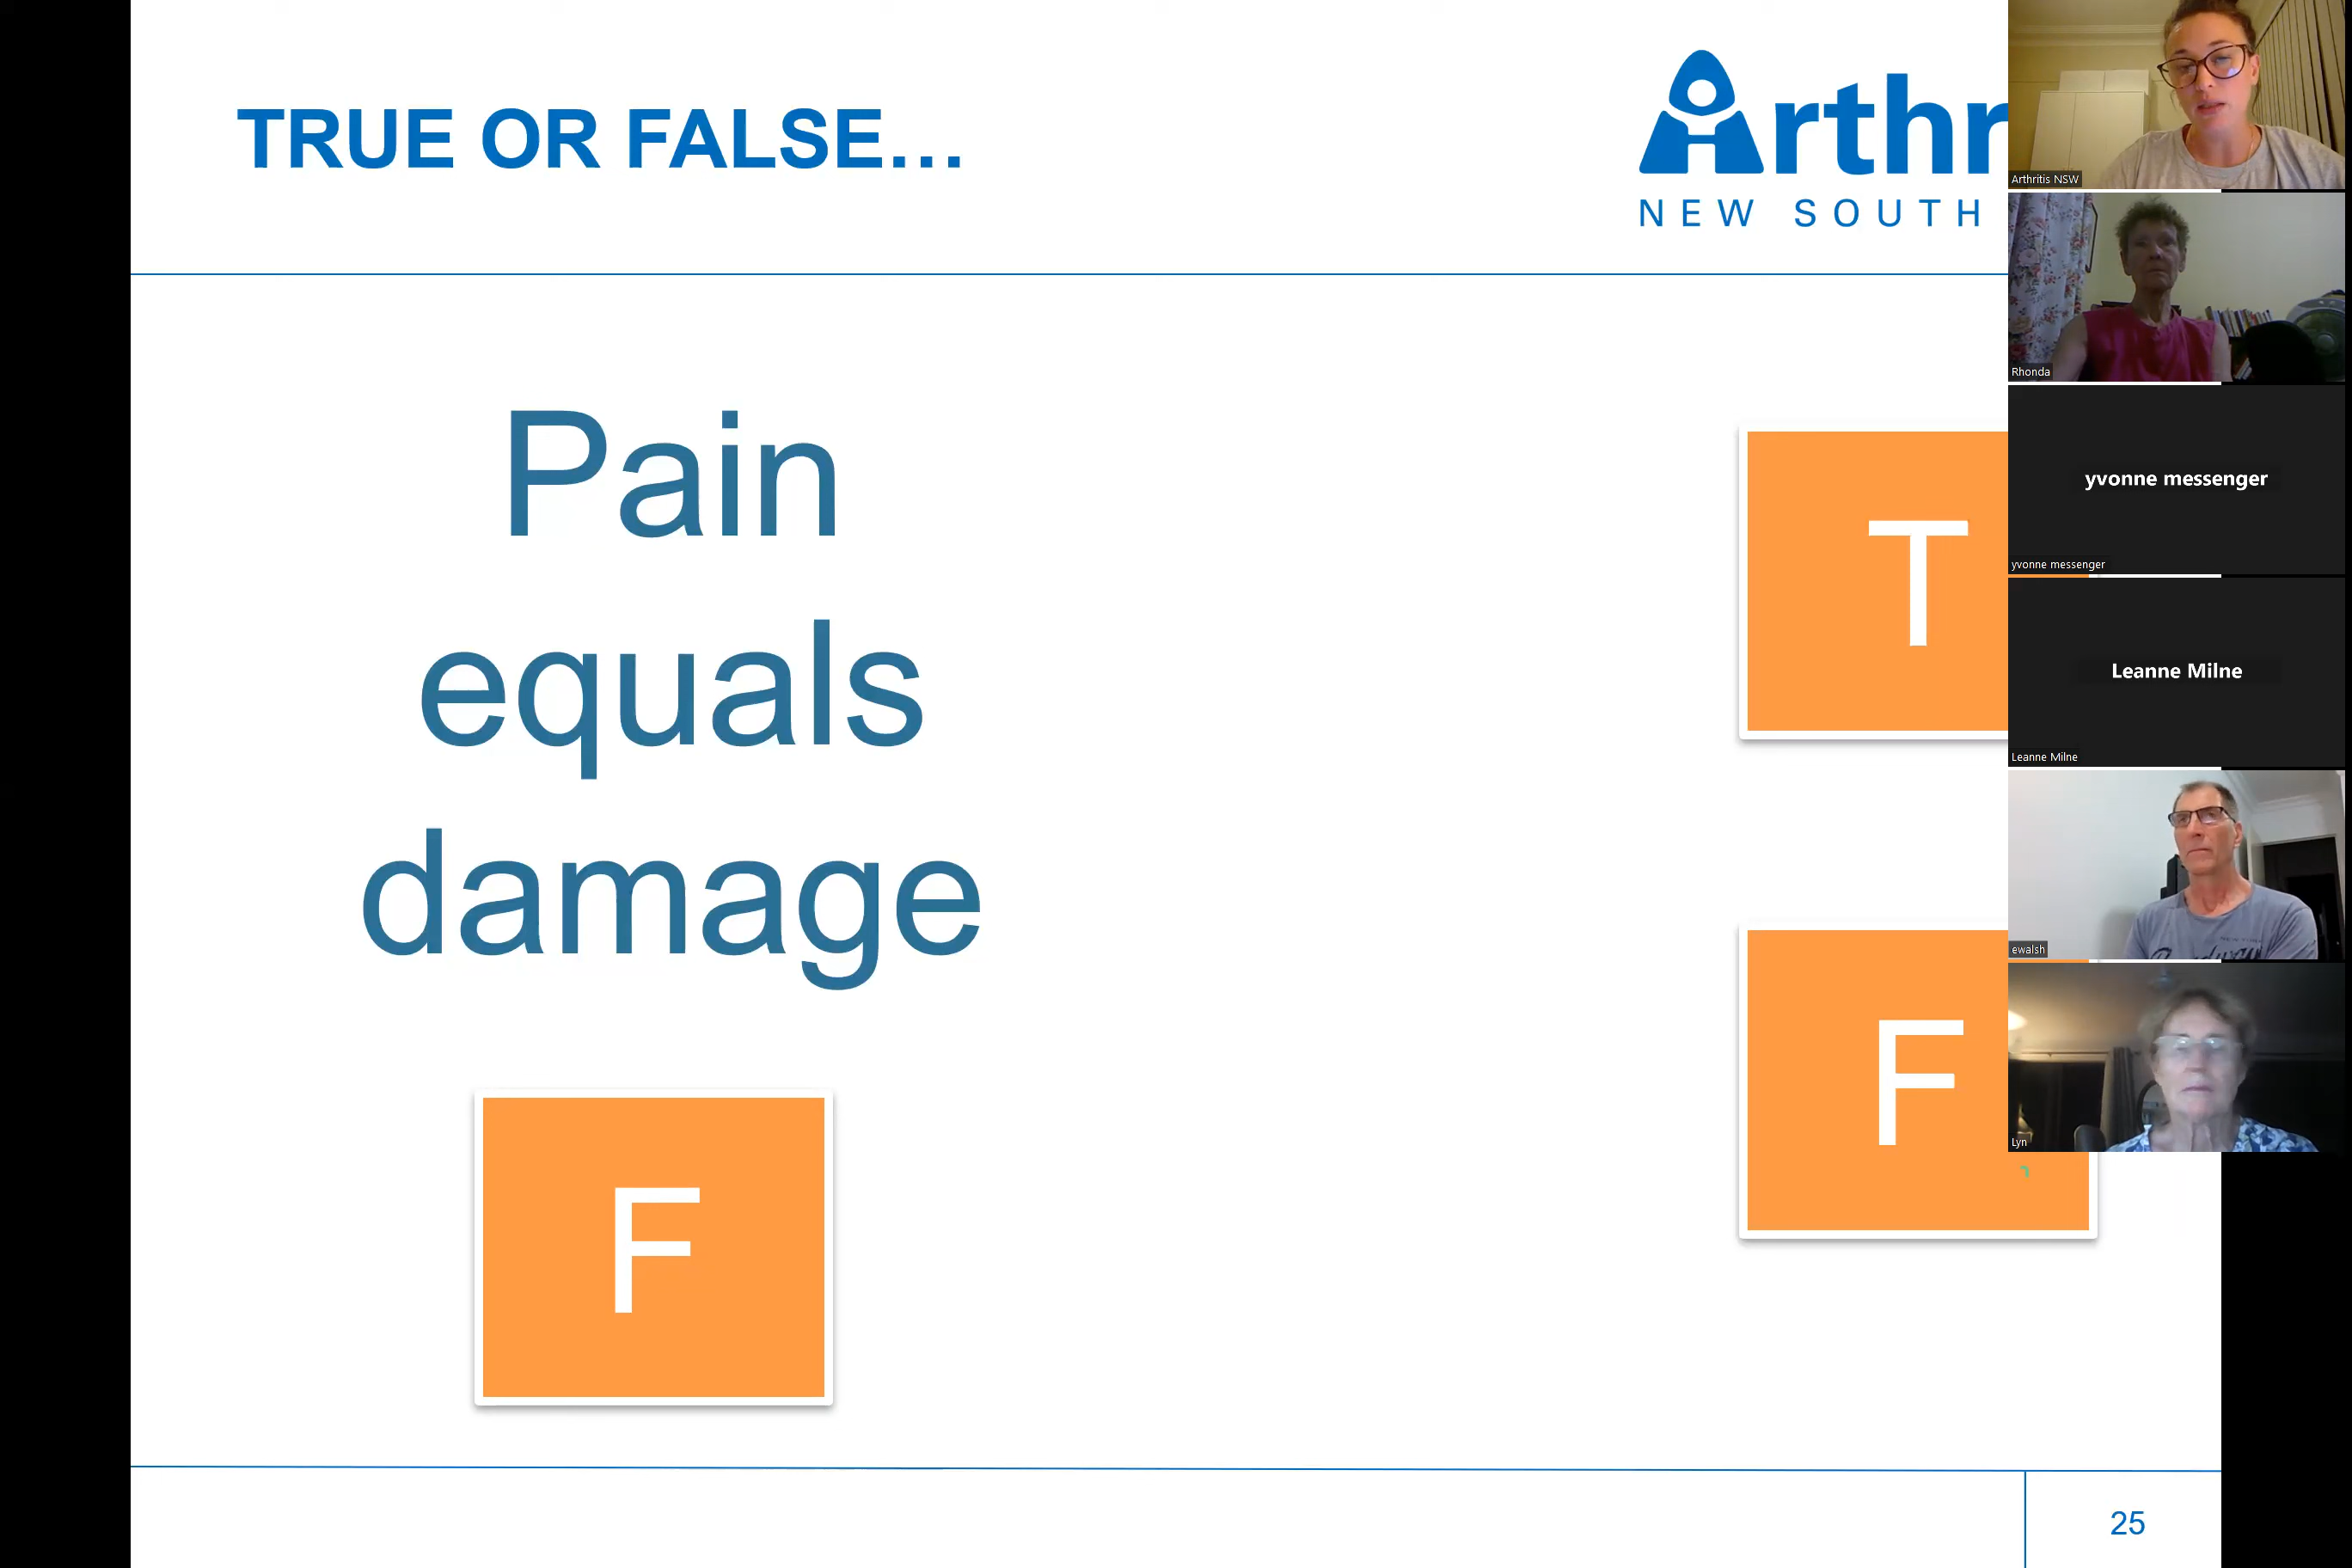 TRUE OR FALSE...
Arthr
NEW SOUTH
Pain
equals
damage
T
F
F
25
Arthritis NSW
Rhonda
yvonne messenger
yvonne messenger
Leanne Milne
Leanne Milne
ewalsh
Lyn